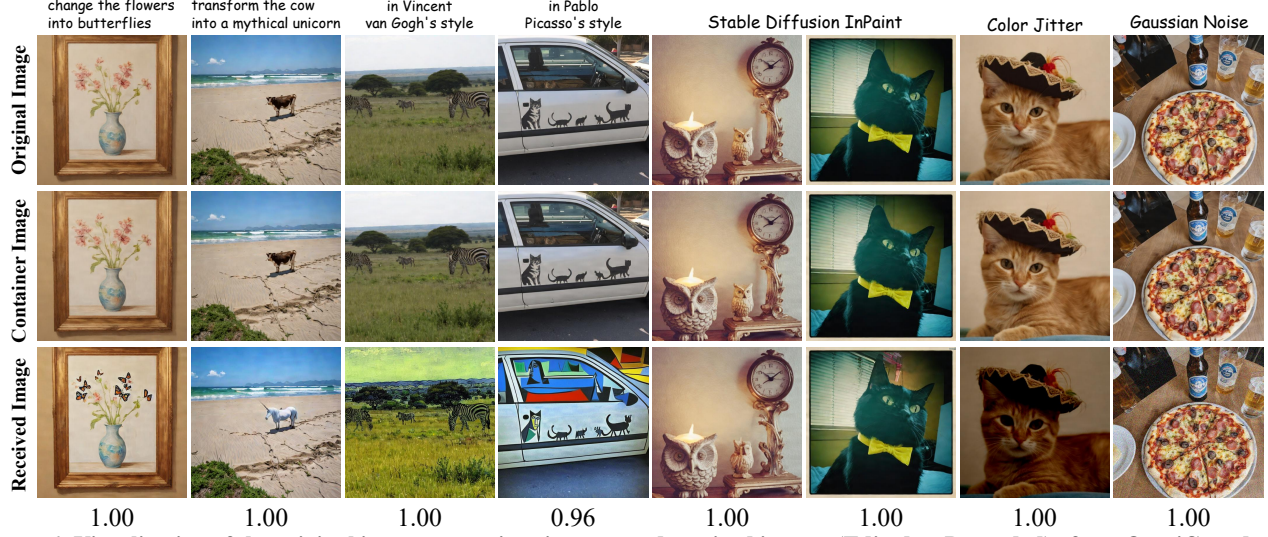 change the flowers
into butterflies
transform the cow
into a mythical unicorn
in Vincent
van Gogh's style
in Pablo
Picasso's style
Stable Diffusion InPaint
Color Jitter
Gaussian Noise
Original Image
Container Image
Received Image
1.00
1.00
1.00
0.96
1.00
1.00
1.00
1.00